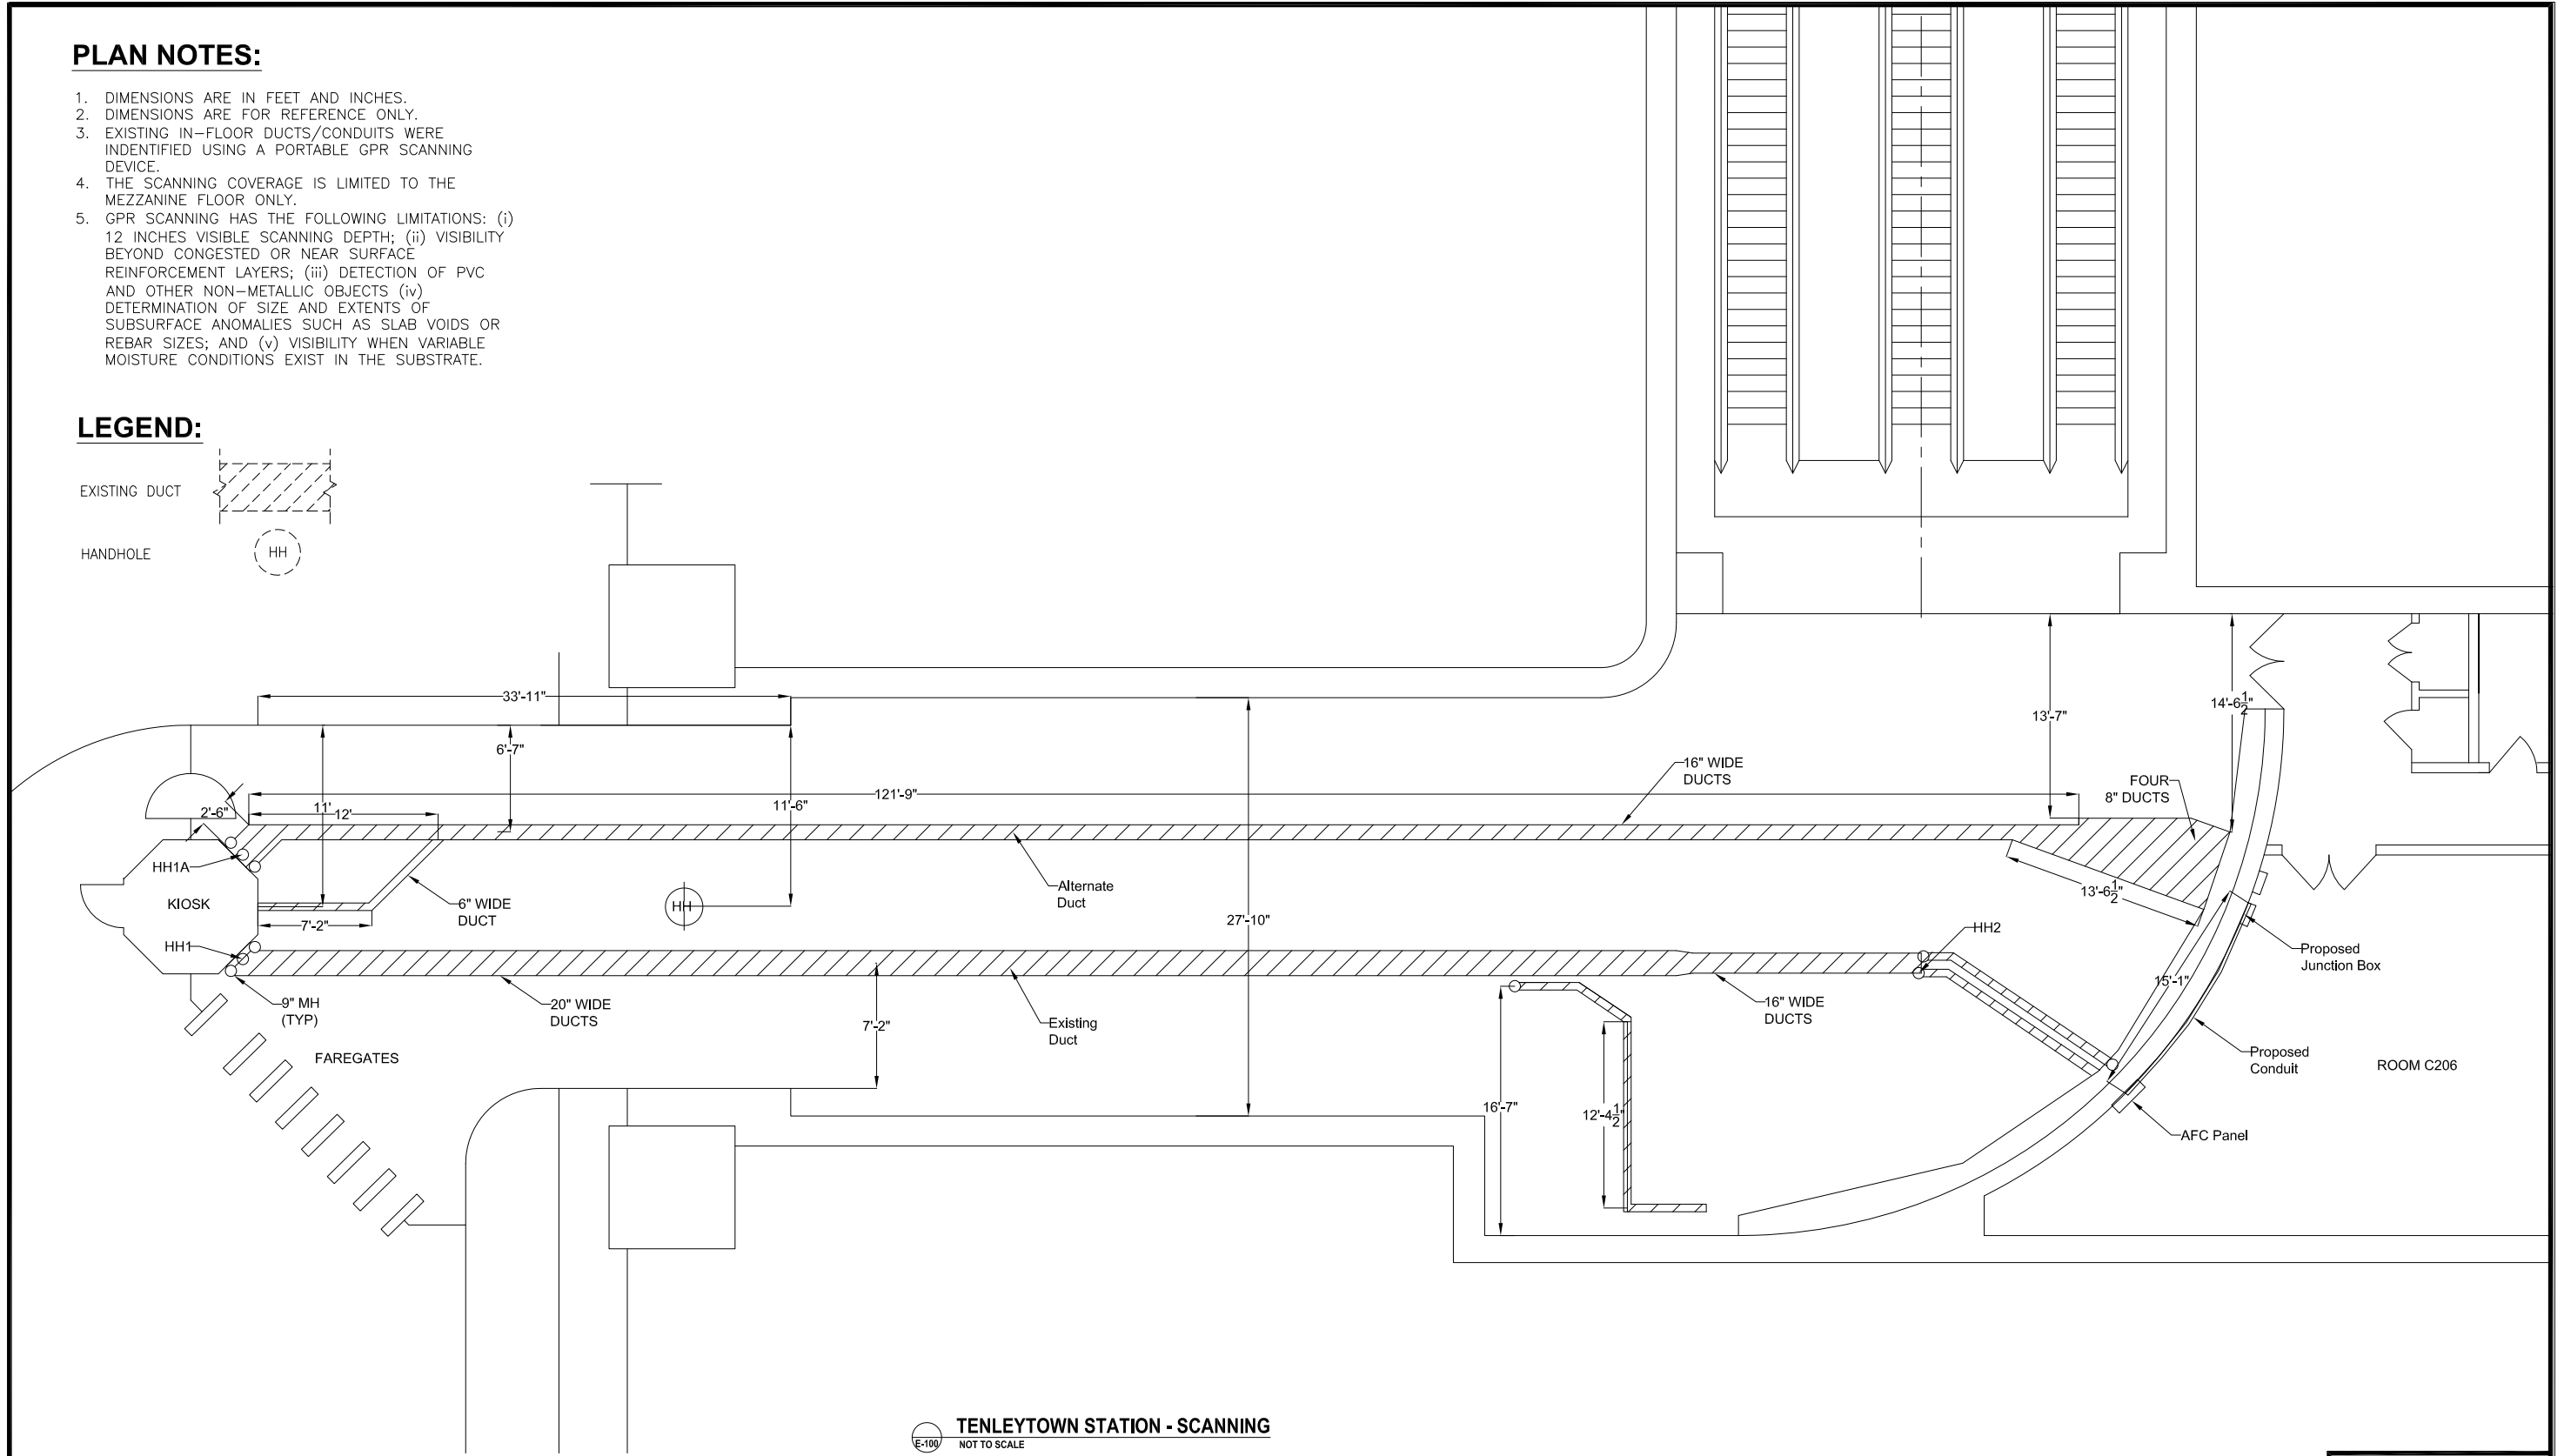 PLAN NOTES:
1. DIMENSIONS ARE IN FEET AND INCHES.
2. DIMENSIONS ARE FOR REFERENCE ONLY.
3. EXISTING IN-FLOOR DUCTS/CONDUITS WERE
INDENTIFIED USING A PORTABLE GPR SCANNING
DEVICE.
4. THE SCANNING COVERAGE IS LIMITED TO THE
MEZZANINE FLOOR ONLY.
5. GPR SCANNING HAS THE FOLLOWING LIMITATIONS: (i)
12 INCHES VISIBLE SCANNING DEPTH; (ii) VISIBILITY
BEYOND CONGESTED OR NEAR SURFACE
REINFORCEMENT LAYERS; (iii) DETECTION OF PVC
AND OTHER NON-METALLIC OBJECTS (iv)
DETERMINATION OF SIZE AND EXTENTS OF
SUBSURFACE ANOMALIES SUCH AS SLAB VOIDS OR
REBAR SIZES; AND (v) VISIBILITY WHEN VARIABLE
MOISTURE CONDITIONS EXIST IN THE SUBSTRATE.
LEGEND:
EXISTING DUCT
HANDHOLE
HH
33'-11"
6'-7"
13'-7"
14'-6 1/2"
16" WIDE
DUCTS
FOUR
8" DUCTS
121'-9"
11'-6"
11'
12'
2'-6"
HH1A
KIOSK
6" WIDE
DUCT
HH
Alternate
Duct
13'-6 1/2"
7'-2"
27'-10"
HH1
HH2
Proposed
Junction Box
15'-1"
9" MH
(TYP)
20" WIDE
DUCTS
7'-2"
Existing
Duct
16" WIDE
DUCTS
FAREGATES
Proposed
Conduit
ROOM C206
16'-7"
12'-4 1/2"
AFC Panel
E-100
TENLEYTOWN STATION - SCANNING
NOT TO SCALE